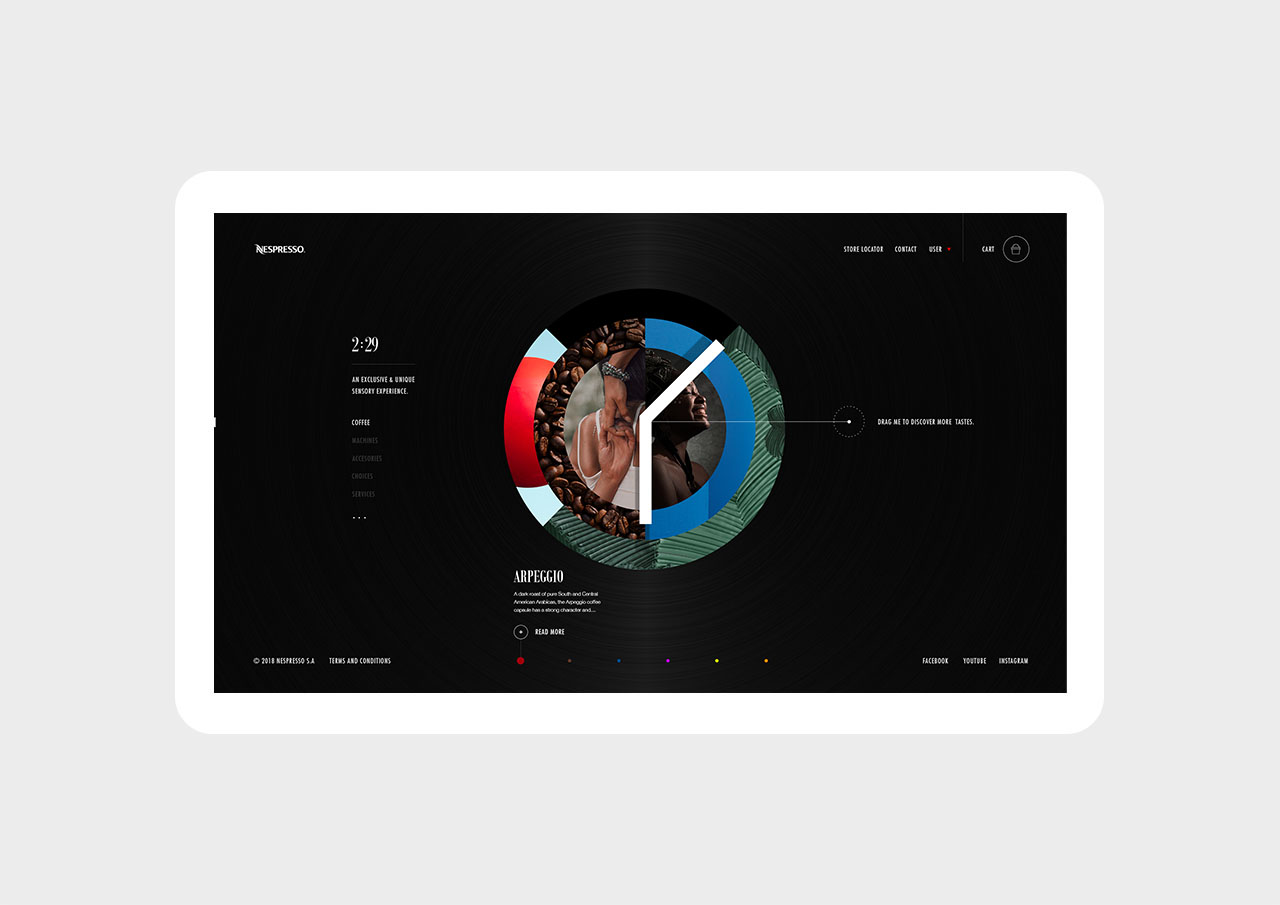 NESPRESSO.
STORE LOCATOR CONTACT USER CART
2:29
AN EXCLUSIVE & UNIQUE
SENSORY EXPERIENCE.
COFFEE
MACHINES
ACCESORIES
CHOICES
SERVICES
...
DRAG ME TO DISCOVER MORE TASTES.
ARPEGGIO
A dark roast of pure South and Central
American Arabicas, the Arpeggio coffee
capsule has a strong character and....
READ MORE
© 2018 NESPRESSO S.A TERMS AND CONDITIONS
FACEBOOK YOUTUBE INSTAGRAM